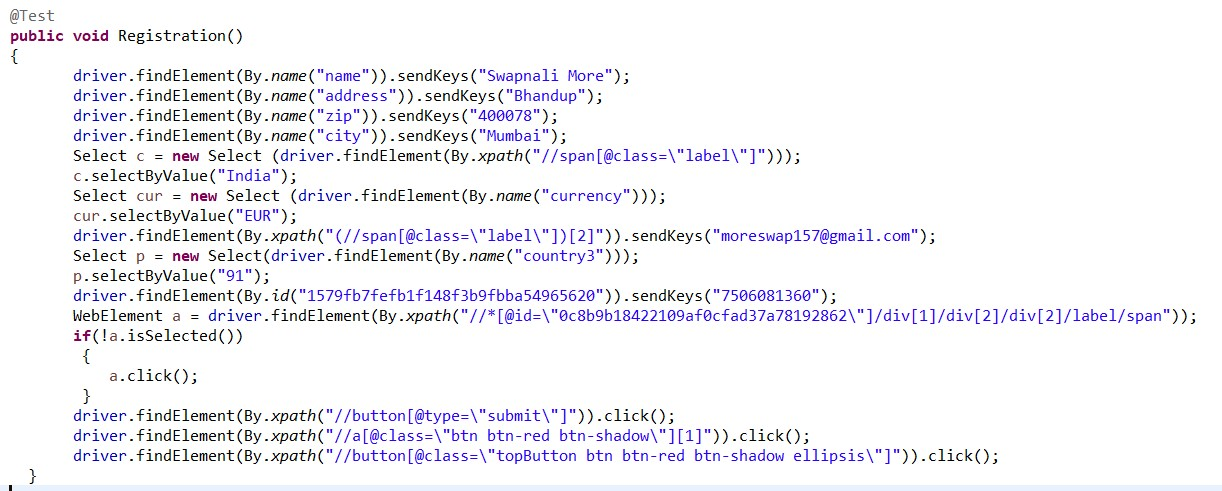 @Test
public void Registration()
{
driver.findElement(By.name("name")).sendKeys("Swapnali More");
driver.findElement(By.name("address")).sendKeys("Bhandup");
driver.findElement(By.name("zip")).sendKeys("400078");
driver.findElement(By.name("city")).sendKeys("Mumbai");
Select c = new Select (driver.findElement(By.xpath("//span[@class=\"label\"]")));
c.selectByValue("India");
Select cur = new Select (driver.findElement(By.name("currency")));
cur.selectByValue("EUR");
driver.findElement(By.xpath("(//span[@class=\"label\"])[2]")).sendKeys("moreswap157@gmail.com");
Select p = new Select(driver.findElement(By.name("country3")));
p.selectByValue("91");
driver.findElement(By.id("1579fb7fefb1f148f3b9fbba54965620")).sendKeys("7506081360");
WebElement a = driver.findElement(By.xpath("//*[@id=\"0c8b9b18422109af0cfad37a78192862\"]/div[1]/div[2]/div[2]/label/span"));
if(!a.isSelected())
{
a.click();
}
driver.findElement(By.xpath("//button[@type=\"submit\"]")).click();
driver.findElement(By.xpath("//a[@class=\"btn btn-red btn-shadow\"][1]")).click();
driver.findElement(By.xpath("//button[@class=\"topButton btn btn-red btn-shadow ellipsis\"]")).click();
}